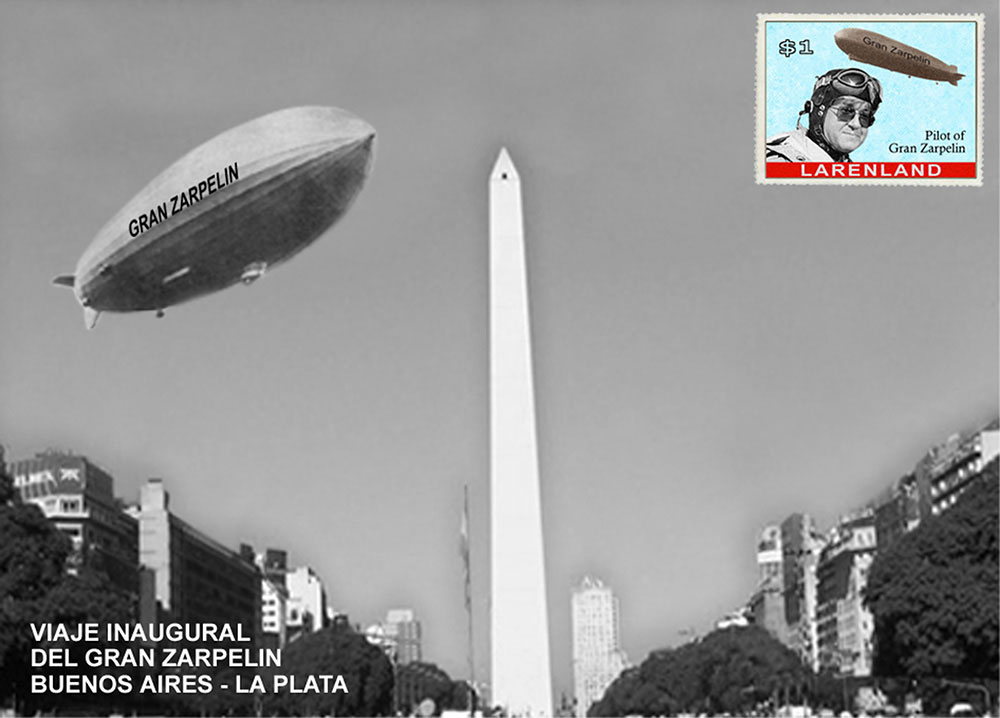 GRAN ZARPELIN
$1
Gran Zarpelin
Pilot of
Gran Zarpelin
LARENLAND
VIAJE INAUGURAL
DEL GRAN ZARPELIN
BUENOS AIRES - LA PLATA